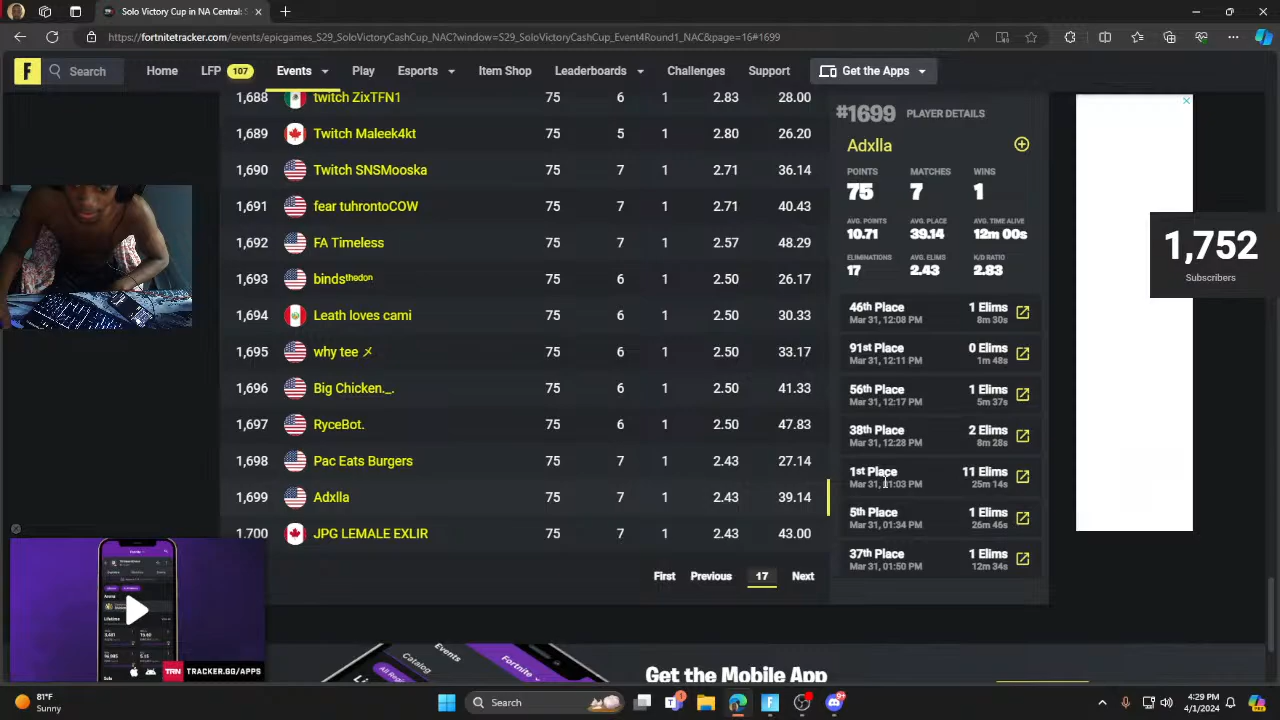 Solo Victory Cup in NA Central: S
https://fortnitetracker.com/events/epicgames_S29_SoloVictoryCashCup_NAC?window=S29_SoloVictoryCashCup_Event4Round1_NAC&page=16#1699
Search Home LFP 107 Events Play Esports Item Shop Leaderboards Challenges Support Get the Apps
1,688 twitch ZixTFN1 75 6 1 28.00
1,689 Twitch Maleek4kt 75 5 1 2.80 26.20
1,690 Twitch SNSMooska 75 7 1 2.71 36.14
1,691 fear tuhrontoCOW 75 7 1 2.71 40.43
1,692 FA Timeless 75 7 1 2.57 48.29
1,693 bindsᵗʰᵉᵈᵒⁿ 75 6 1 2.50 26.17
1,694 Leath loves cami 75 6 1 2.50 30.33
1,695 why tee メ 75 6 1 2.50 33.17
1,696 Big Chicken._. 75 6 1 2.50 41.33
1,697 RyceBot. 75 6 1 2.50 47.83
1,698 Pac Eats Burgers 75 7 1 2.43 27.14
1,699 Adxlla 75 7 1 2.43 39.14
1,700 JPG LEMALE EXLIR 75 7 1 2.43 43.00
First Previous 17 Next
#1699 PLAYER DETAILS
Adxlla
POINTS MATCHES WINS
75 7 1
AVG. POINTS AVG. PLACE AVG. TIME ALIVE
10.71 39.14 12m 00s
ELIMINATIONS AVG. ELIMS K/D RATIO
17 2.43 2.83
46th Place 1 Elims
Mar 31, 12:08 PM 8m 30s
91st Place 0 Elims
Mar 31, 12:11 PM 1m 48s
56th Place 1 Elims
Mar 31, 12:17 PM 5m 37s
38th Place 2 Elims
Mar 31, 12:28 PM 8m 28s
1st Place 11 Elims
Mar 31, 01:03 PM 25m 14s
5th Place 1 Elims
Mar 31, 01:34 PM 26m 46s
37th Place 1 Elims
Mar 31, 01:50 PM 12m 34s
1,752
Subscribers
TRN TRACKER.GG/APPS
Events
Get the Mobile App
81°F
Sunny
Search
4:29 PM
4/3/2024